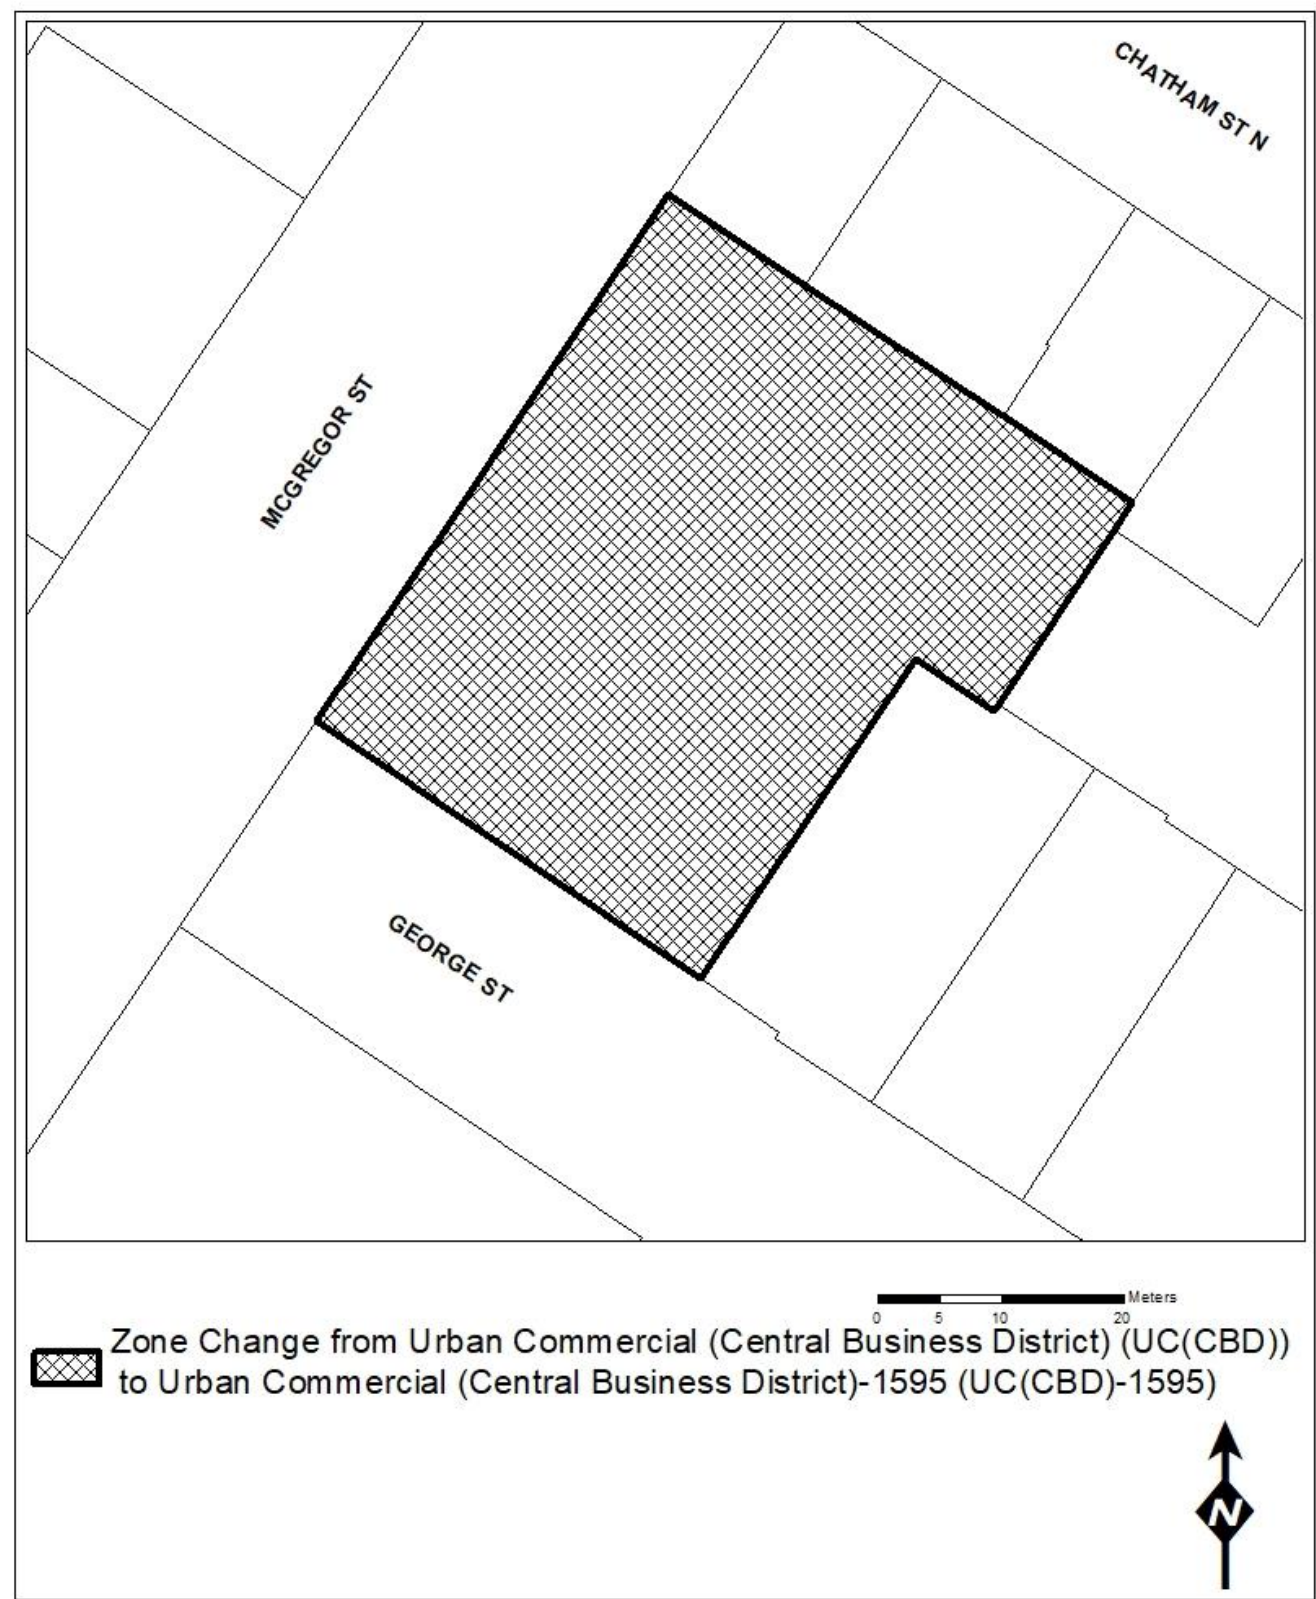 CHATHAM ST N
MCGREGOR ST
GEORGE ST
Meters
0 5 10 20
Zone Change from Urban Commercial (Central Business District) (UC(CBD))
to Urban Commercial (Central Business District)-1595 (UC(CBD)-1595)
N